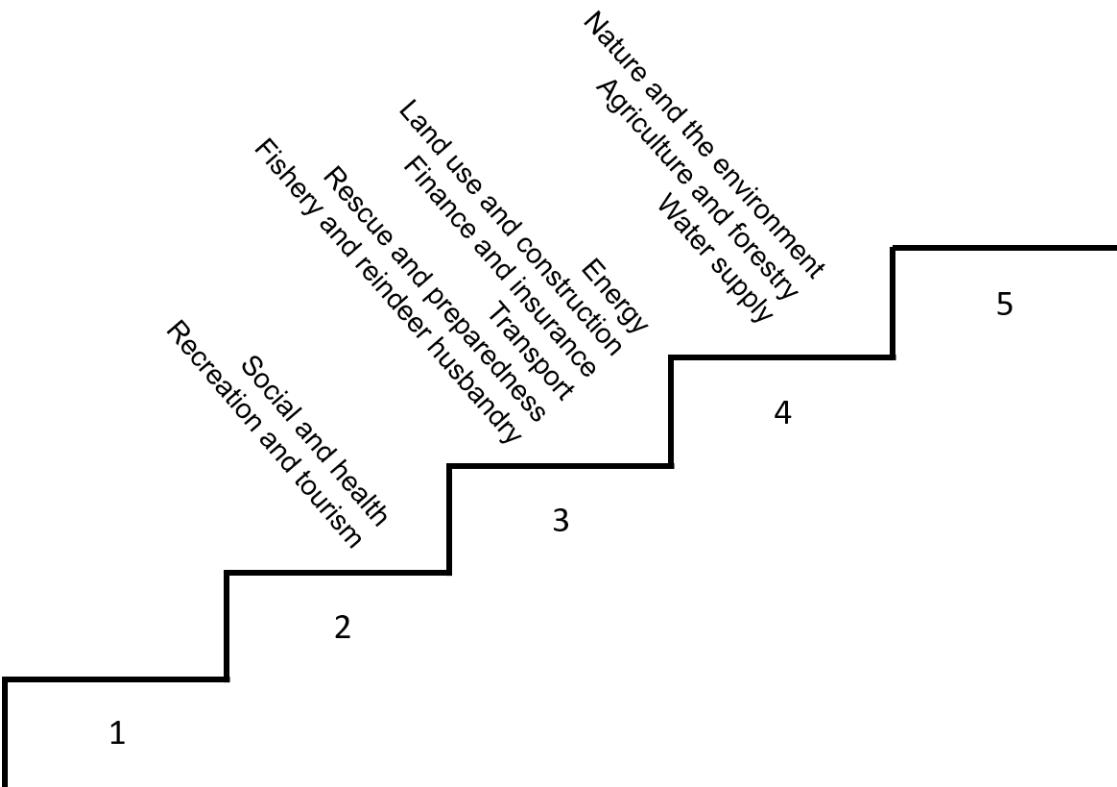 Nature and the environment
Agriculture and forestry
Water supply
Energy
Land use and construction
Finance and insurance
Transport
Rescue and preparedness
Fishery and reindeer husbandry
Social and health
Recreation and tourism
5
4
3
2
1